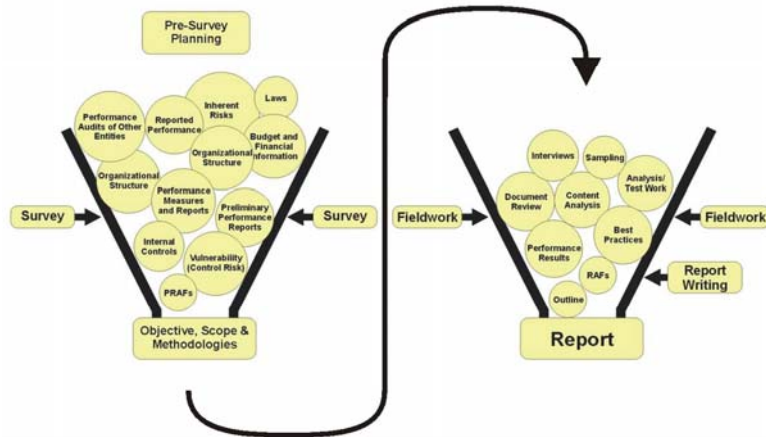 Pre-Survey
Planning
Performance
Audits of Other
Entities
Reported
Performance
Inherent
Risks
Laws
Organizational
Structure
Budget and
Financial
Information
Organizational
Structure
Performance
Measures
and Reports
Preliminary
Performance
Reports
Survey
Survey
Internal
Controls
Vulnerability
(Control Risk)
PRAFs
Objective, Scope &
Methodologies
Interviews
Sampling
Analysis/
Test Work
Document
Review
Content
Analysis
Fieldwork
Fieldwork
Best
Practices
Performance
Results
RAFs
Report
Writing
Outline
Report